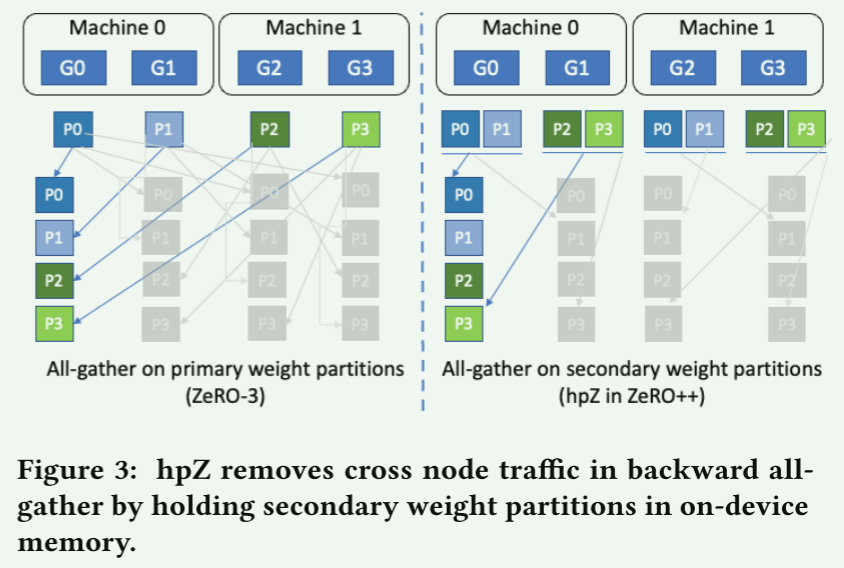 Machine 0
Machine 1
Machine 0
Machine 1
G0
G1
G2
G3
G0
G1
G2
G3
P0
P1
P2
P3
P0
P1
P2
P3
P0
P1
P2
P3
P0
P0
P0
P0
P0
P0
P0
P0
P1
P1
P1
P1
P1
P1
P1
P1
P2
P2
P2
P2
P2
P2
P2
P2
P3
P3
P3
P3
P3
P3
P3
P3
All-gather on primary weight partitions
(ZeRO-3)
All-gather on secondary weight partitions
(hpZ in ZeRO++)
Figure 3: hpZ removes cross node traffic in backward all-
gather by holding secondary weight partitions in on-device
memory.